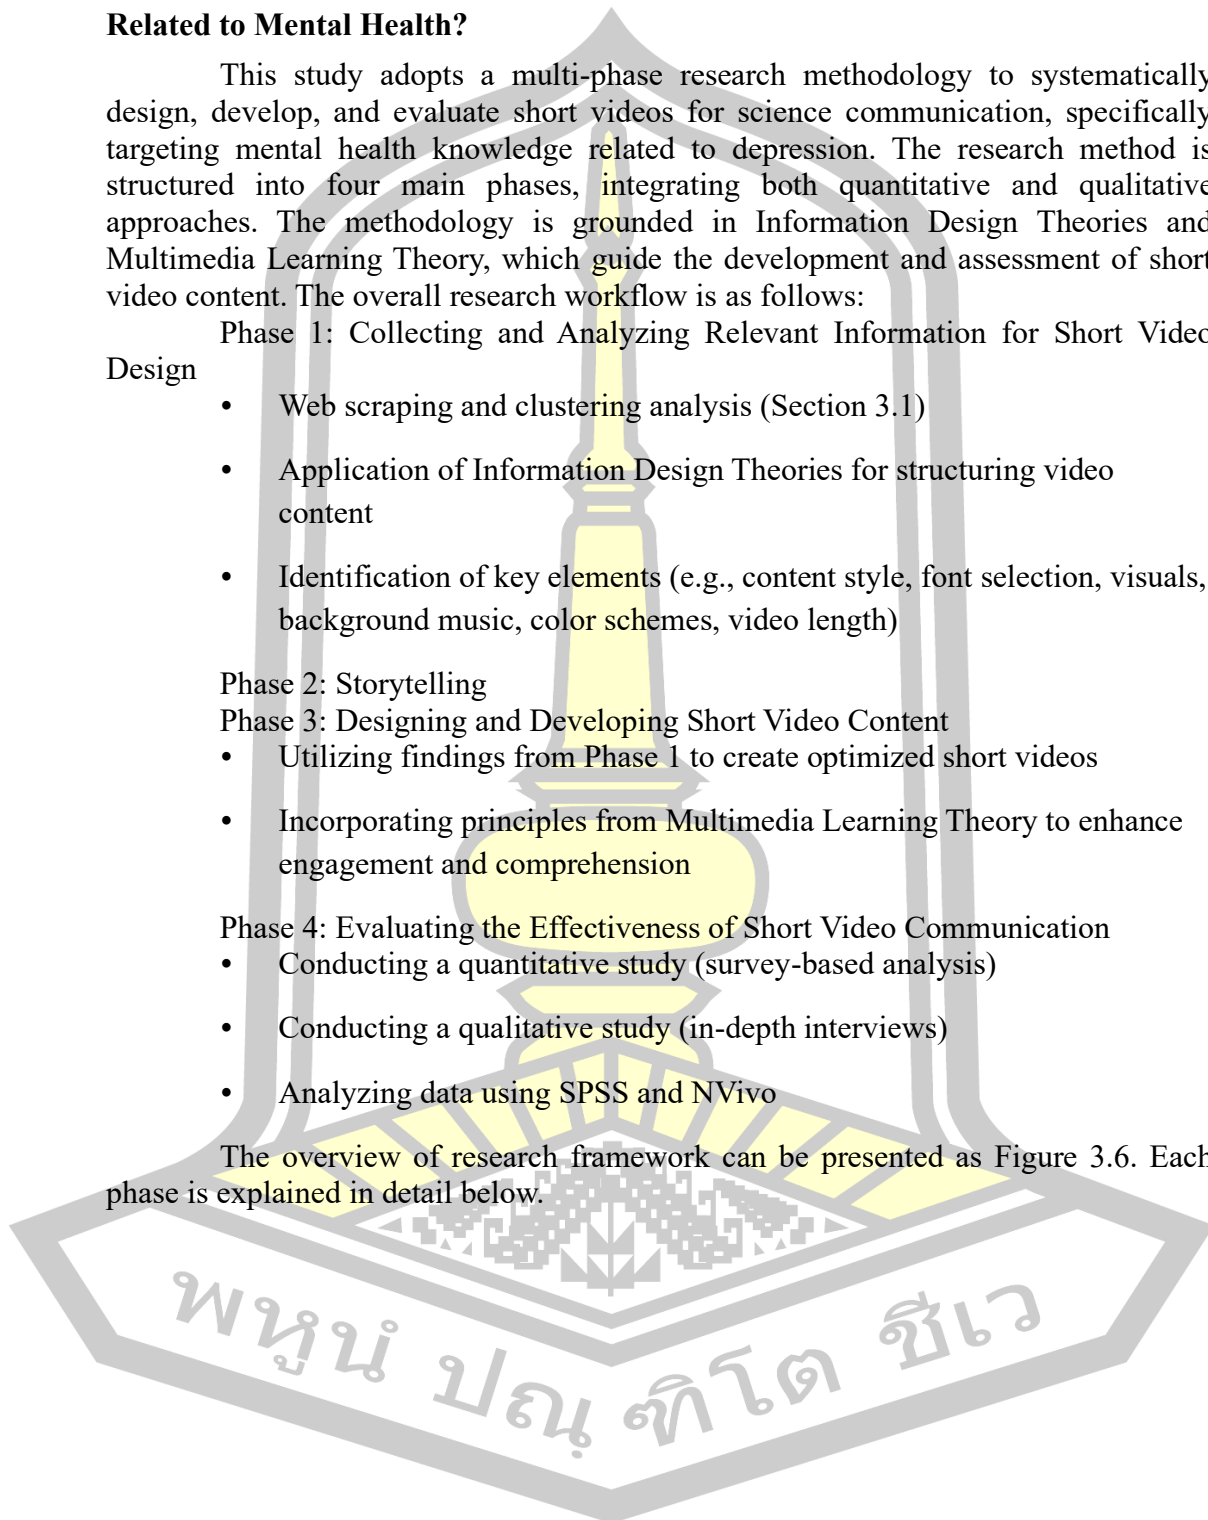 Related to Mental Health?
This study adopts a multi-phase research methodology to systematically
design, develop, and evaluate short videos for science communication, specifically
targeting mental health knowledge related to depression. The research method is
structured into four main phases, integrating both quantitative and qualitative
approaches. The methodology is grounded in Information Design Theories and
Multimedia Learning Theory, which guide the development and assessment of short
video content. The overall research workflow is as follows:
Phase 1: Collecting and Analyzing Relevant Information for Short Video
Design
• Web scraping and clustering analysis (Section 3.1)
• Application of Information Design Theories for structuring video
content
• Identification of key elements (e.g., content style, font selection, visuals,
background music, color schemes, video length)
Phase 2: Storytelling
Phase 3: Designing and Developing Short Video Content
• Utilizing findings from Phase 1 to create optimized short videos
• Incorporating principles from Multimedia Learning Theory to enhance
engagement and comprehension
Phase 4: Evaluating the Effectiveness of Short Video Communication
• Conducting a quantitative study (survey-based analysis)
• Conducting a qualitative study (in-depth interviews)
• Analyzing data using SPSS and NVivo
The overview of research framework can be presented as Figure 3.6. Each
phase is explained in detail below.
พหูนํ ปณฺฑิโต ชีเว